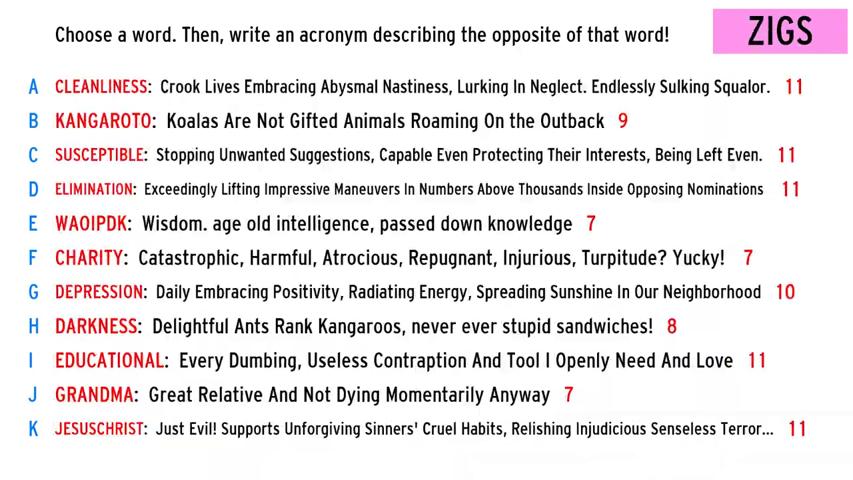 Choose a word. Then, write an acronym describing the opposite of that word!
ZIGS
A CLEANLINESS: Crook Lives Embracing Abysmal Nastiness, Lurking In Neglect. Endlessly Sulking Squalor. 11
B KANGAROTO: Koalas Are Not Gifted Animals Roaming On the Outback 9
C SUSCEPTIBLE: Stopping Unwanted Suggestions, Capable Even Protecting Their Interests, Being Left Even. 11
D ELIMINATION: Exceedingly Lifting Impressive Maneuvers In Numbers Above Thousands Inside Opposing Nominations 11
E WAOIPDK: Wisdom. age old intelligence, passed down knowledge 7
F CHARITY: Catastrophic, Harmful, Atrocious, Repugnant, Injurious, Turpitude? Yucky! 7
G DEPRESSION: Daily Embracing Positivity, Radiating Energy, Spreading Sunshine In Our Neighborhood 10
H DARKNESS: Delightful Ants Rank Kangaroos, never ever stupid sandwiches! 8
I EDUCATIONAL: Every Dumbing, Useless Contraption And Tool I Openly Need And Love 11
J GRANDMA: Great Relative And Not Dying Momentarily Anyway 7
K JESUSCHRIST: Just Evil! Supports Unforgiving Sinners' Cruel Habits, Relishing Injudicious Senseless Terror... 11